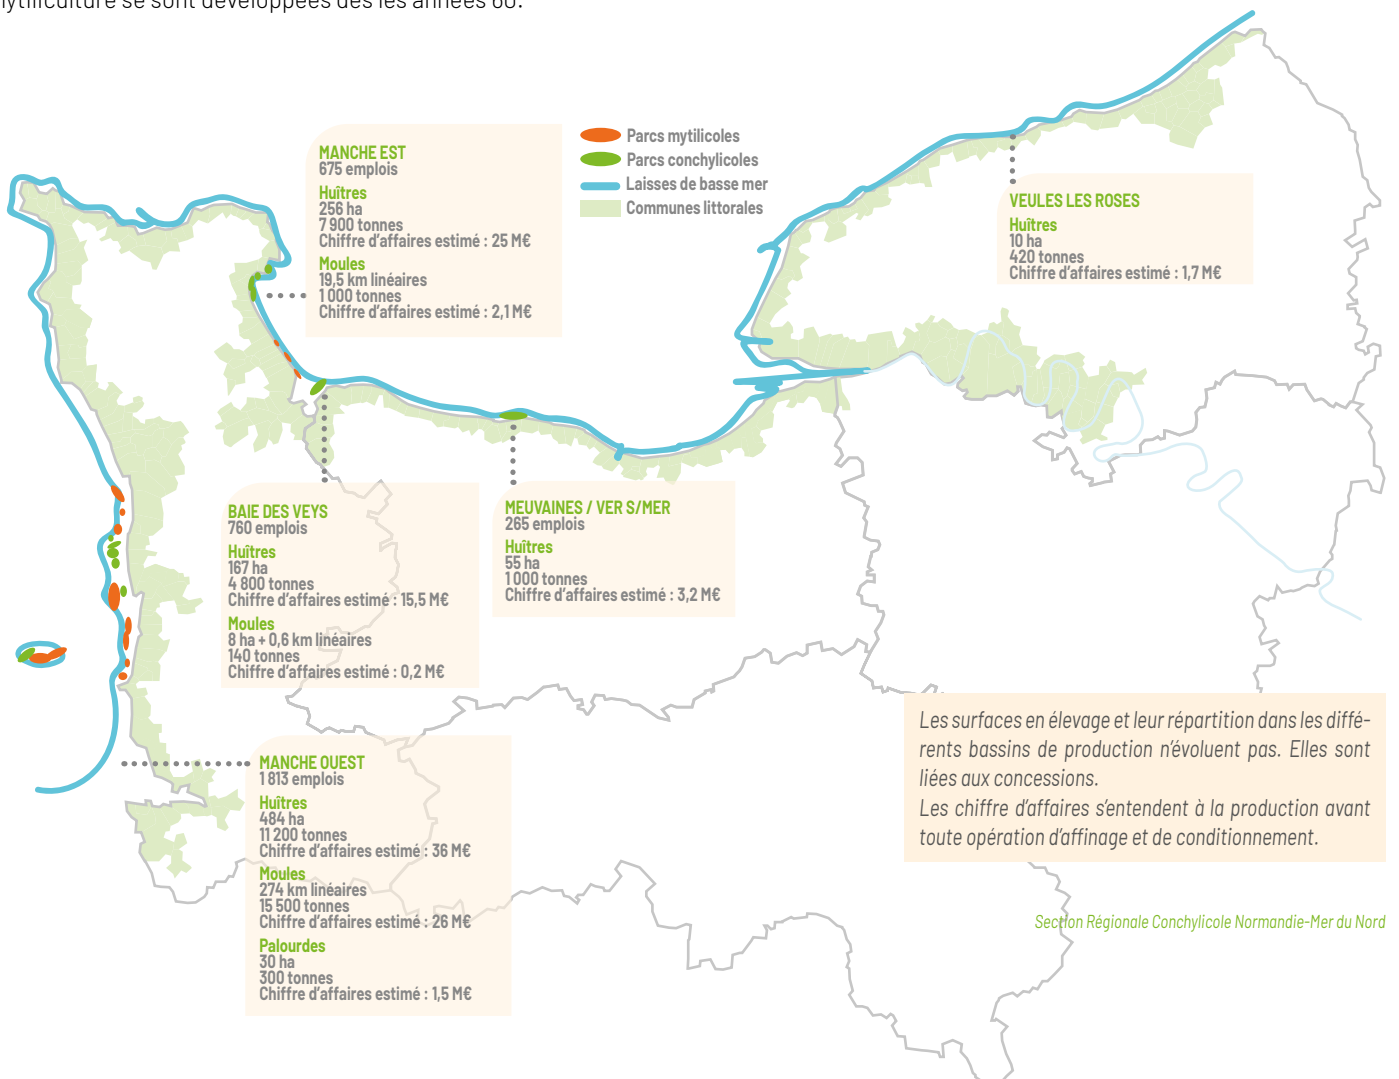 mytiliculture se sont développées dès les années 60.
MANCHE EST
675 emplois
Huîtres
256 ha
7 900 tonnes
Chiffre d'affaires estimé : 25 M€
Moules
19,5 km linéaires
1 000 tonnes
Chiffre d'affaires estimé : 2,1 M€
Parcs mytilicoles
Parcs conchylicoles
Laisses de basse mer
Communes littorales
VEULES LES ROSES
Huîtres
10 ha
420 tonnes
Chiffre d'affaires estimé : 1,7 M€
BAIE DES VEYS
760 emplois
Huîtres
167 ha
4 800 tonnes
Chiffre d'affaires estimé : 15,5 M€
Moules
8 ha + 0,6 km linéaires
140 tonnes
Chiffre d'affaires estimé : 0,2 M€
MEUVAINES / VER S/MER
265 emplois
Huîtres
55 ha
1 000 tonnes
Chiffre d'affaires estimé : 3,2 M€
MANCHE OUEST
1 813 emplois
Huîtres
484 ha
11 200 tonnes
Chiffre d'affaires estimé : 36 M€
Moules
274 km linéaires
15 500 tonnes
Chiffre d'affaires estimé : 26 M€
Palourdes
30 ha
300 tonnes
Chiffre d'affaires estimé : 1,5 M€
Les surfaces en élevage et leur répartition dans les diffé-
rents bassins de production n'évoluent pas. Elles sont
liées aux concessions.
Les chiffre d'affaires s'entendent à la production avant
toute opération d'affinage et de conditionnement.
Section Régionale Conchylicole Normandie-Mer du Nord